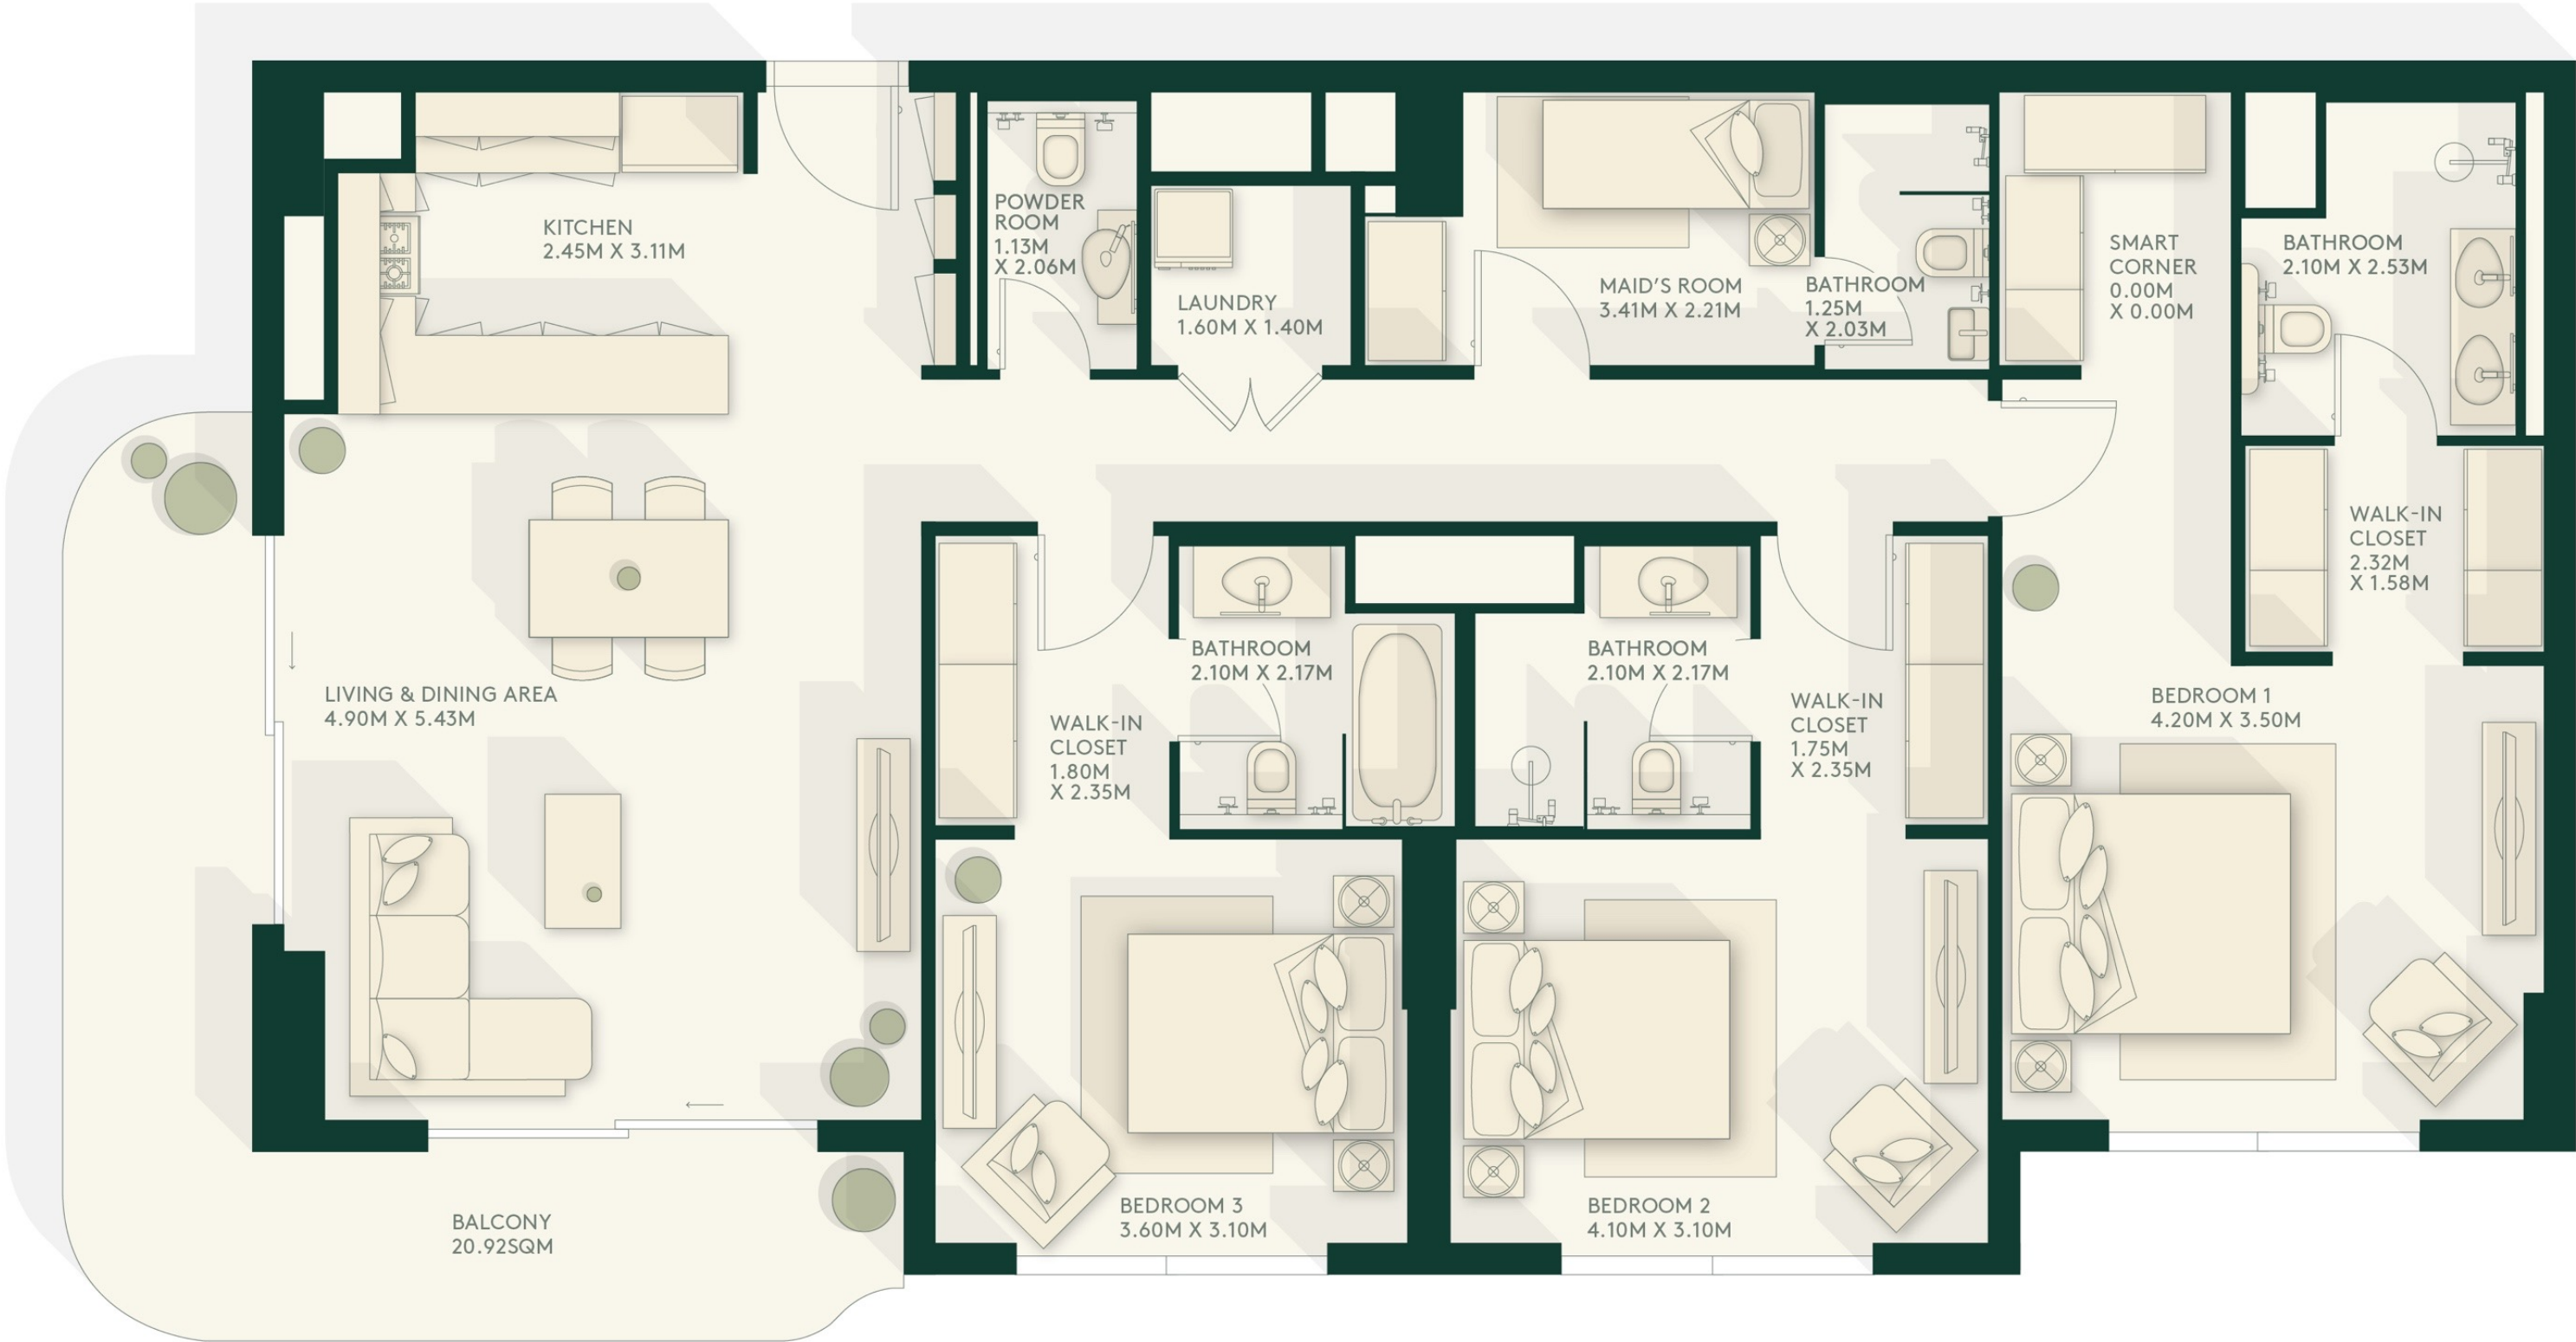 KITCHEN
2.45M X 3.11M
POWDER
ROOM
1.13M
X 2.06M
LAUNDRY
1.60M X 1.40M
MAID'S ROOM
3.41M X 2.21M
BATHROOM
1.25M
X 2.03M
SMART
CORNER
0.00M
X 0.00M
BATHROOM
2.10M X 2.53M
WALK-IN
CLOSET
2.32M
X 1.58M
LIVING & DINING AREA
4.90M X 5.43M
WALK-IN
CLOSET
1.80M
X 2.35M
BATHROOM
2.10M X 2.17M
BATHROOM
2.10M X 2.17M
WALK-IN
CLOSET
1.75M
X 2.35M
BEDROOM 1
4.20M X 3.50M
BALCONY
20.92SQM
BEDROOM 3
3.60M X 3.10M
BEDROOM 2
4.10M X 3.10M